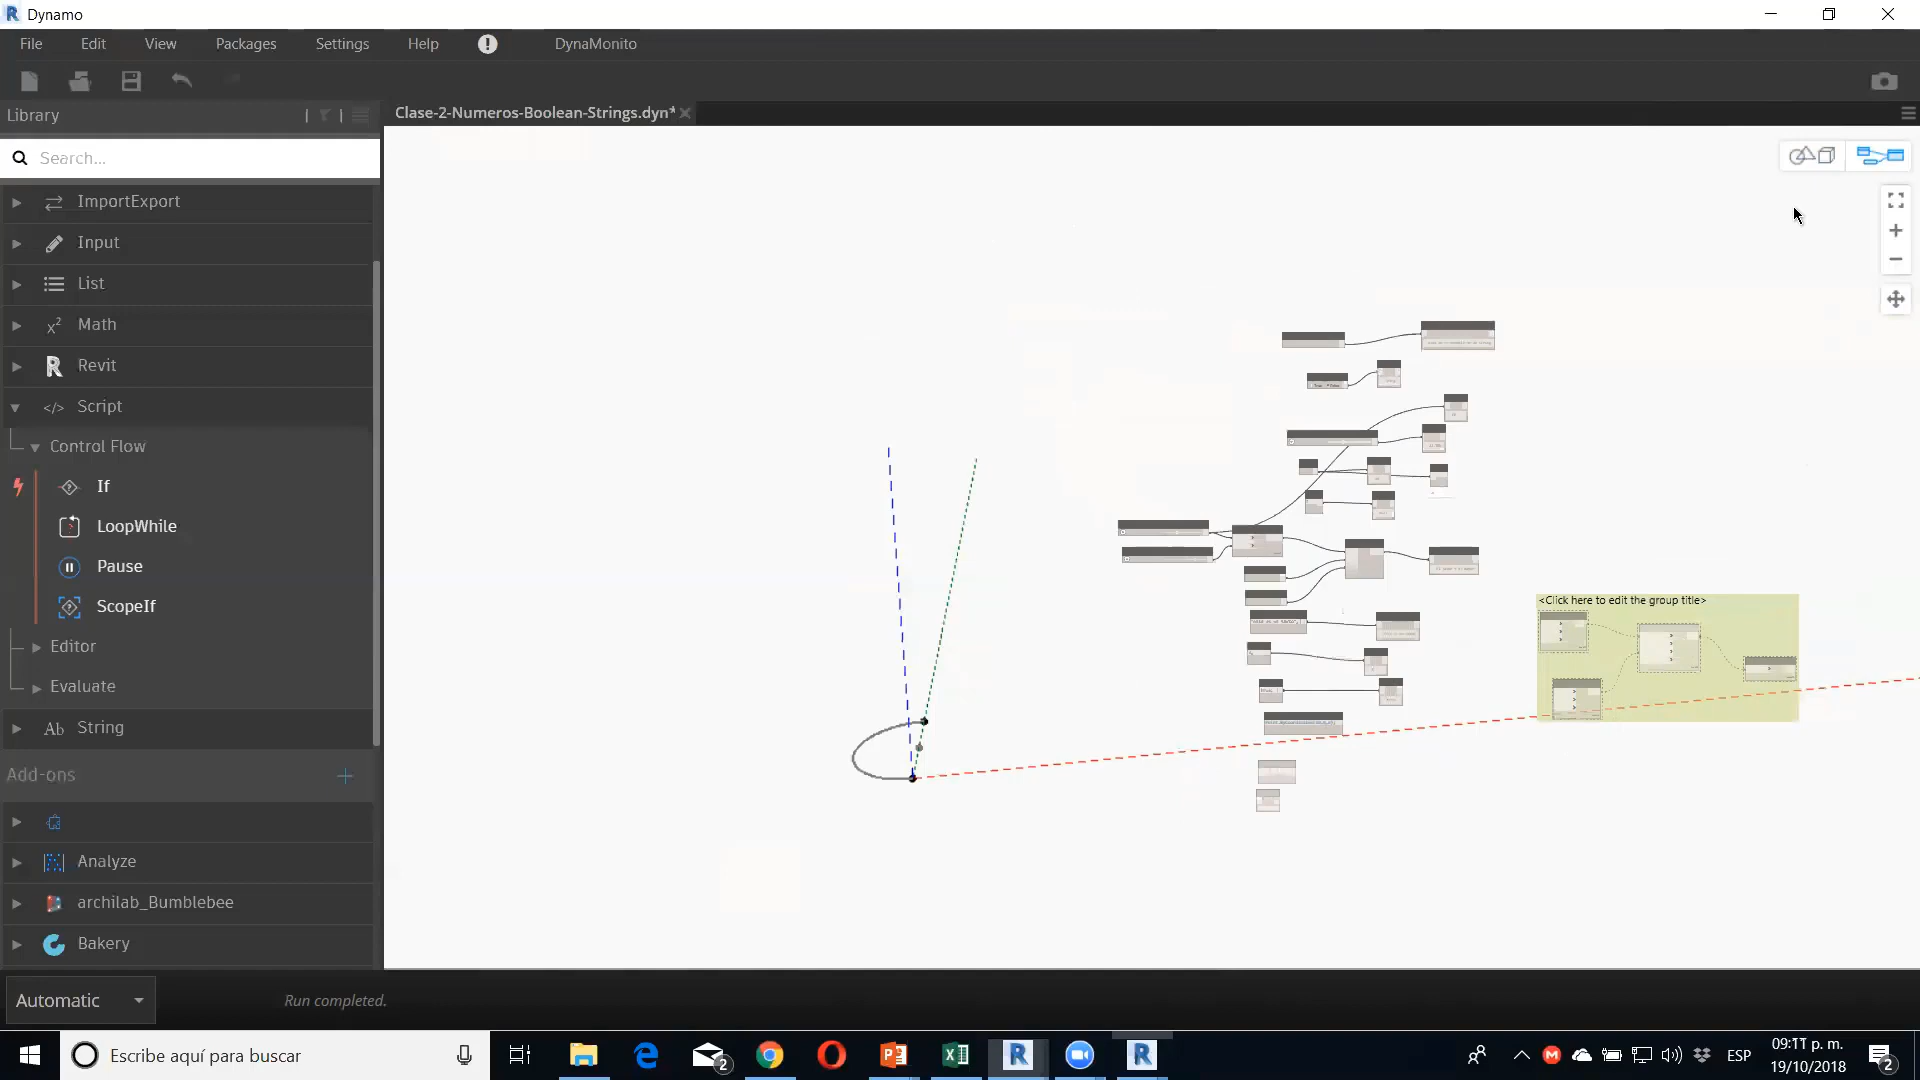 Dynamo
File Edit View Packages Settings Help DynaMonito
Library
Clase-2-Numeros-Boolean-Strings.dyn*
Search...
ImportExport
Input
List
Math
Revit
Script
Control Flow
If
LoopWhile
Pause
ScopeIf
Editor
Evaluate
String
Add-ons
Analyze
archilab_Bumblebee
Bakery
<Click here to edit the group title>
Automatic
Run completed.
Escribe aquí para buscar
2
ESP
09:11 p. m.
19/10/2018
2